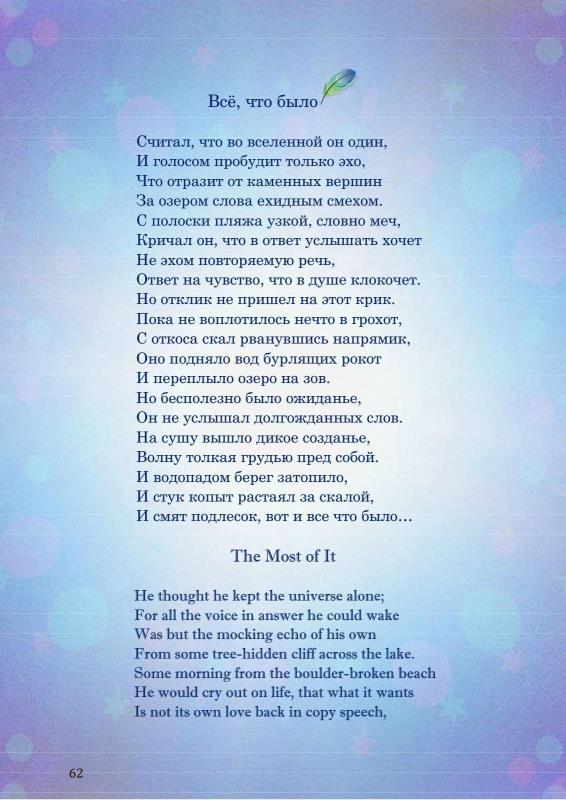 Всё, что было
Считал, что во вселенной он один,
И голосом пробудит только эхо,
Что отразит от каменных вершин
За озером слова ехидным смехом.
С полоски пляжа узкой, словно меч,
Кричал он, что в ответ услышать хочет
Не эхом повторяемую речь,
Ответ на чувство, что в душе клокочет.
Но отклик не пришел на этот крик.
Пока не воплотилось нечто в грохот,
С откоса скал рванувшись напрямик,
Оно подняло вод бурлящих рокот
И переплыло озеро на зов.
Но бесполезно было ожиданье,
Он не услышал долгожданных слов.
На сушу вышло дикое созданье,
Волну толкая грудью пред собой.
И водопадом берег затопило,
И стук копыт растаял за скалой,
И смят подлесок, вот и все что было...
The Most of It
He thought he kept the universe alone;
For all the voice in answer he could wake
Was but the mocking echo of his own
From some tree-hidden cliff across the lake.
Some morning from the boulder-broken beach
He would cry out on life, that what it wants
Is not its own love back in copy speech,
62